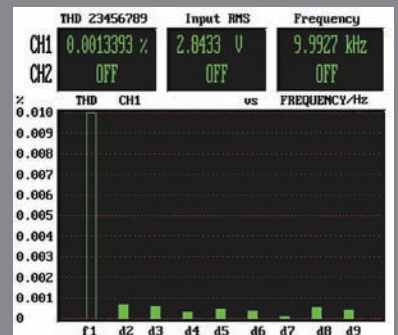 THD 23456789 Input RMS Frequency
CH1 0.0013393 % 2.8433 V 9.9927 kHz
CH2 OFF OFF OFF
% THD CH1 vs FREQUENCY/Hz
0.010
0.009
0.008
0.007
0.006
0.005
0.004
0.003
0.002
0.001
0
f1 d2 d3 d4 d5 d6 d7 d8 d9